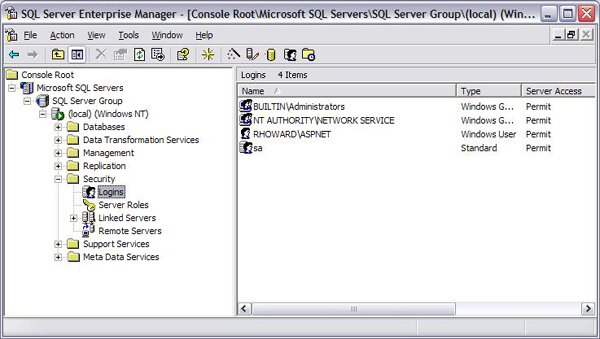 SQL Server Enterprise Manager - [Console Root\Microsoft SQL Servers\SQL Server Group\(local) (Win...
File Action View Tools Window Help
Console Root
Microsoft SQL Servers
SQL Server Group
(local) (Windows NT)
Databases
Data Transformation Services
Management
Replication
Security
Logins
Server Roles
Linked Servers
Remote Servers
Support Services
Meta Data Services
Logins 4 Items
Name Type Server Access
BUILTIN\Administrators Windows G... Permit
NT AUTHORITY\NETWORK SERVICE Windows G... Permit
RHOWARD\ASPNET Windows User Permit
sa Standard Permit